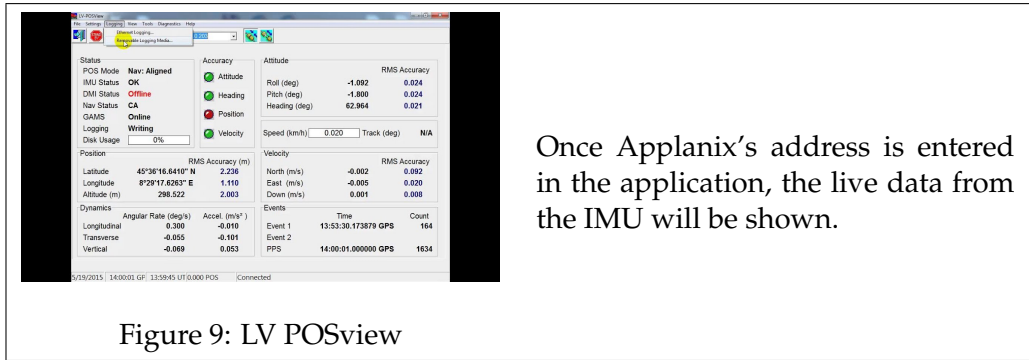 LV-POSView
File Settings Logging View Tools Diagnostics Help
Ethernet Logging...
Removable Logging Media...
Status
POS Mode Nav: Aligned
IMU Status OK
DMI Status Offline
Nav Status CA
GAMS Online
Logging Writing
Disk Usage 0%
Accuracy
Attitude
Heading
Position
Velocity
Attitude
RMS Accuracy
Roll (deg) -1.092 0.024
Pitch (deg) -1.800 0.024
Heading (deg) 62.964 0.021
Speed (km/h) 0.020 Track (deg) N/A
Position
RMS Accuracy (m)
Latitude 45°36'16.6410" N 2.236
Longitude 8°29'17.6263" E 1.110
Altitude (m) 298.522 2.003
Velocity
RMS Accuracy
North (m/s) -0.002 0.092
East (m/s) -0.005 0.020
Down (m/s) 0.001 0.008
Dynamics
Angular Rate (deg/s) Accel. (m/s²)
Longitudinal 0.300 -0.010
Transverse -0.055 -0.101
Vertical -0.069 0.053
Events
Time Count
Event 1 13:53:30.173879 GPS 164
Event 2
PPS 14:00:01.000000 GPS 1634
5/19/2015 14:00:01 GP 13:59:45 UT 0.000 POS Connected
Figure 9: LV POSview
Once Applanix's address is entered
in the application, the live data from
the IMU will be shown.